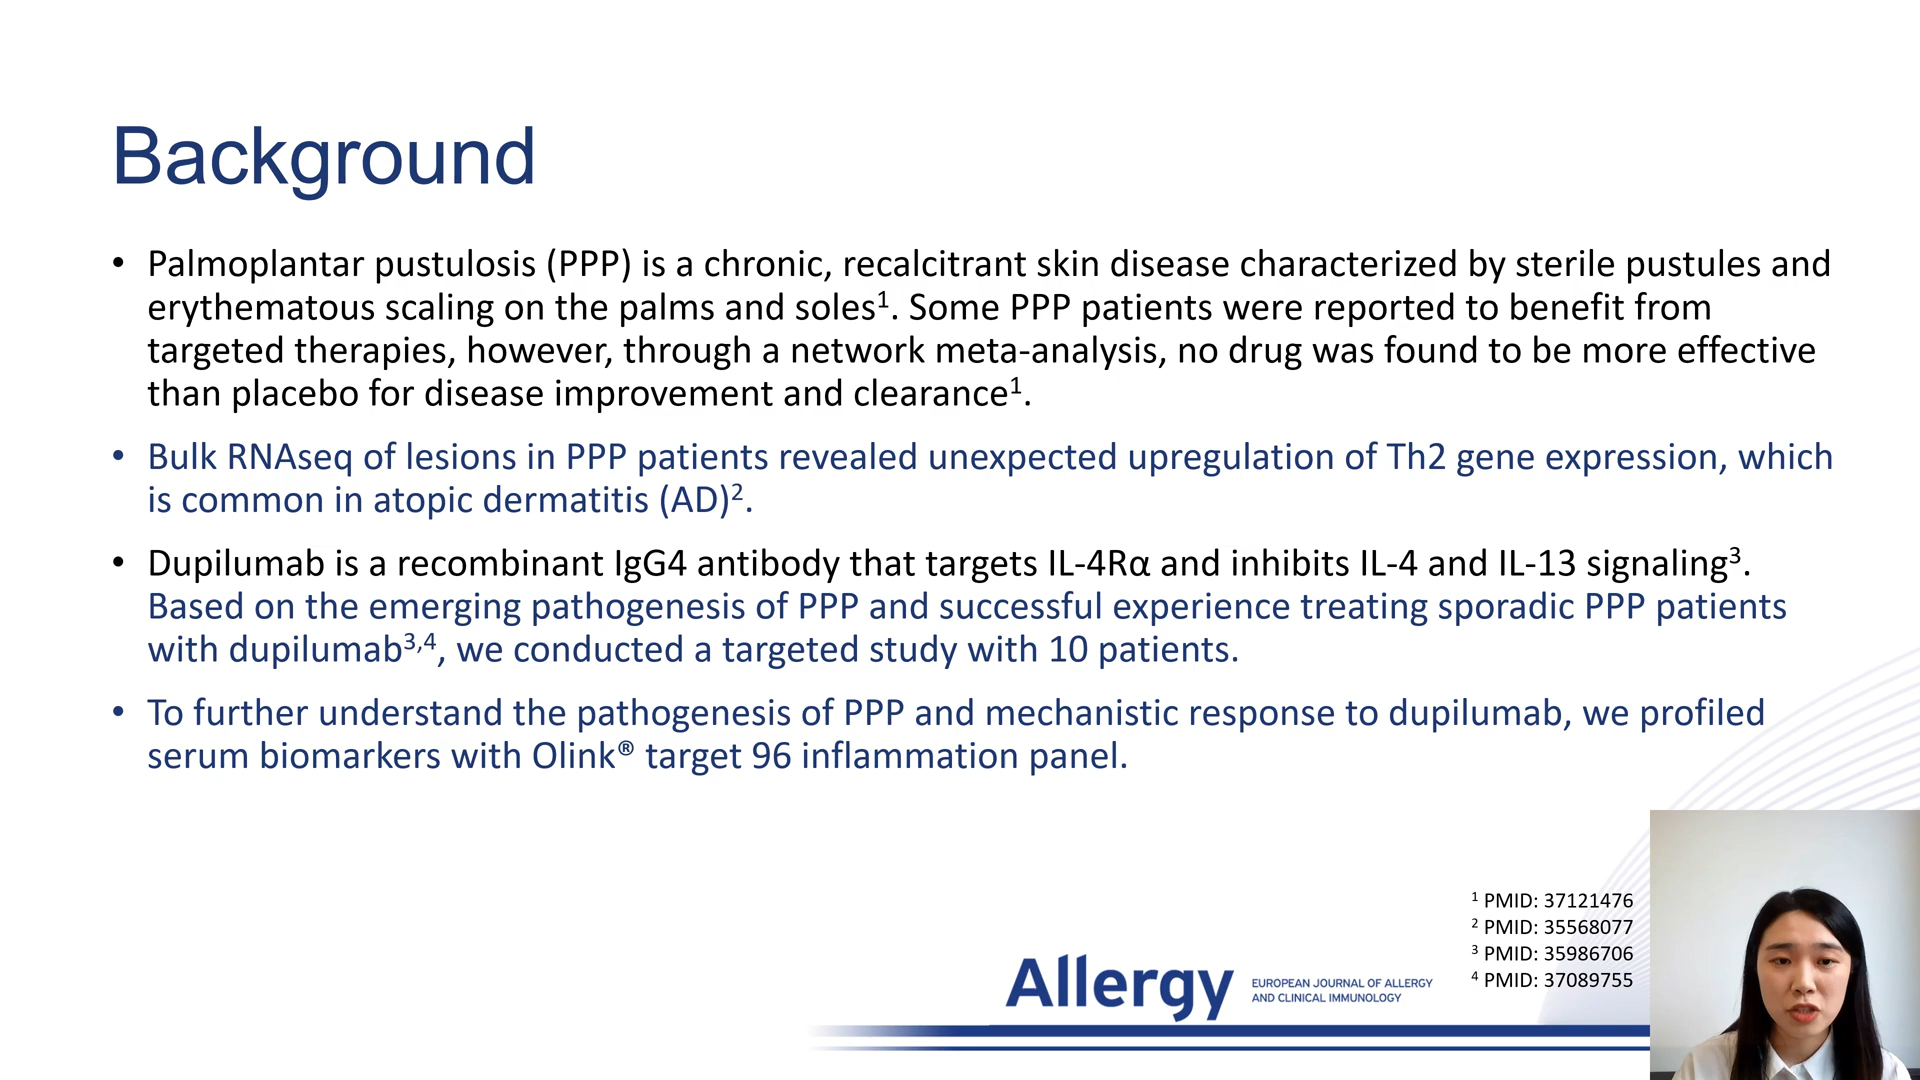 Background
• Palmoplantar pustulosis (PPP) is a chronic, recalcitrant skin disease characterized by sterile pustules and
erythematous scaling on the palms and soles¹. Some PPP patients were reported to benefit from
targeted therapies, however, through a network meta-analysis, no drug was found to be more effective
than placebo for disease improvement and clearance¹.
• Bulk RNAseq of lesions in PPP patients revealed unexpected upregulation of Th2 gene expression, which
is common in atopic dermatitis (AD)².
• Dupilumab is a recombinant IgG4 antibody that targets IL-4Rα and inhibits IL-4 and IL-13 signaling³.
Based on the emerging pathogenesis of PPP and successful experience treating sporadic PPP patients
with dupilumab³,⁴, we conducted a targeted study with 10 patients.
• To further understand the pathogenesis of PPP and mechanistic response to dupilumab, we profiled
serum biomarkers with Olink® target 96 inflammation panel.
¹ PMID: 37121476
² PMID: 35568077
³ PMID: 35986706
⁴ PMID: 37089755
Allergy
EUROPEAN JOURNAL OF ALLERGY
AND CLINICAL IMMUNOLOGY